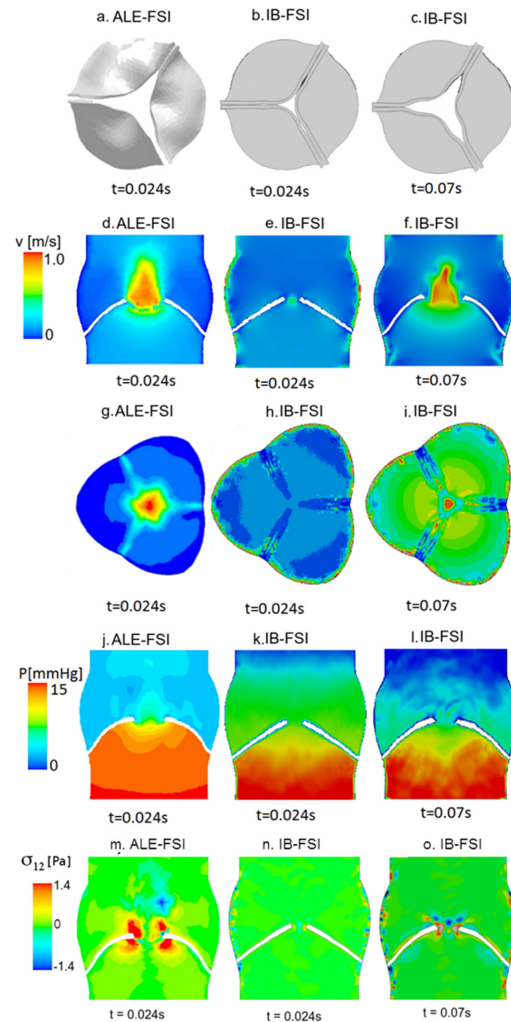 a. ALE-FSI b. IB-FSI c. IB-FSI
t=0.024s t=0.024s t=0.07s
d. ALE-FSI e. IB-FSI f. IB-FSI
v [m/s]
1.0
0
t=0.024s t=0.024s t=0.07s
g. ALE-FSI h. IB-FSI i. IB-FSI
t=0.024s t=0.024s t=0.07s
j. ALE-FSI k. IB-FSI l. IB-FSI
P[mmHg]
15
0
t=0.024s t=0.024s t=0.07s
m. ALE-FSI n. IB-FSI o. IB-FSI
σ12 [Pa]
1.4
0
-1.4
t = 0.024s t = 0.024s t=0.07s